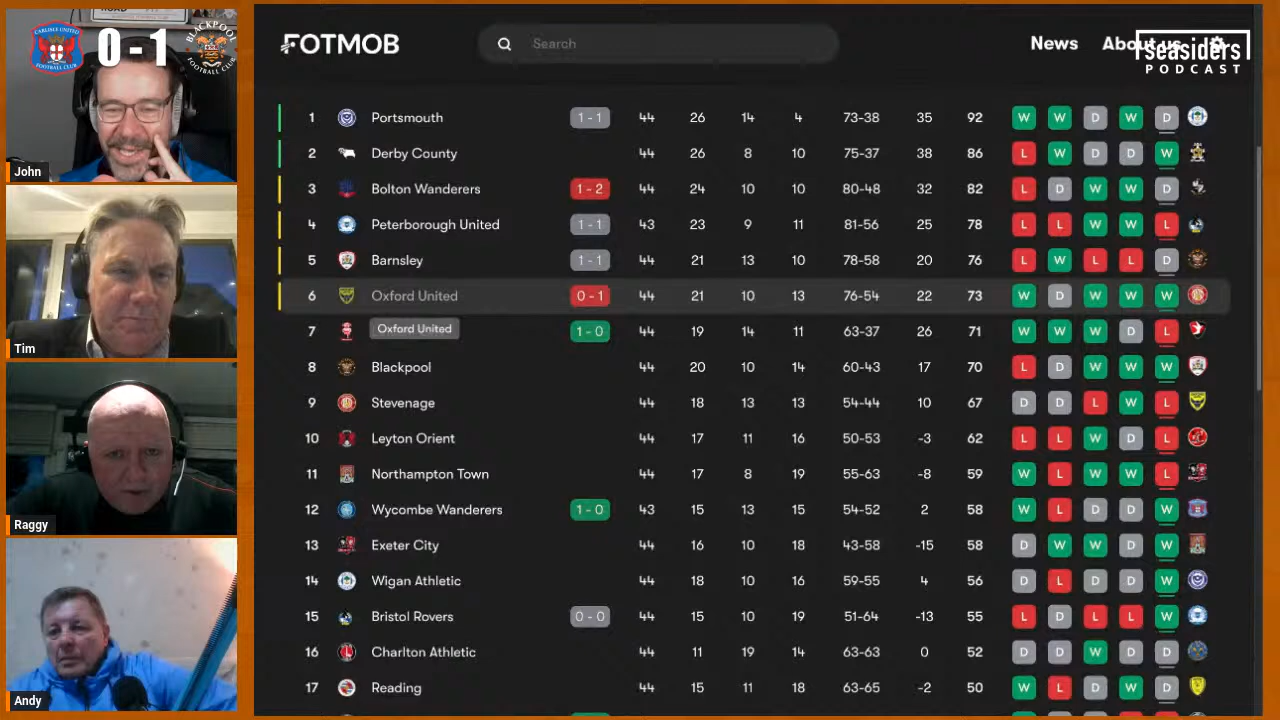 ROAD
CARLISLE UNITED
FOOTBALL CLUB
0 - 1
BLACKPOOL
FOOTBALL CLUB
John
Tim
Raggy
Andy
FOTMOB
Search
News
About us
seasiders
PODCAST
1 Portsmouth 1 - 1 44 26 14 4 73-38 35 92 W W D W D
2 Derby County 44 26 8 10 75-37 38 86 L W D D W
3 Bolton Wanderers 1 - 2 44 24 10 10 80-48 32 82 L D W W D
4 Peterborough United 1 - 1 43 23 9 11 81-56 25 78 L L W W L
5 Barnsley 1 - 1 44 21 13 10 78-58 20 76 L W L L D
6 Oxford United 0 - 1 44 21 10 13 76-54 22 73 W D W W W
7 Oxford United 1 - 0 44 19 14 11 63-37 26 71 W W W D L
8 Blackpool 44 20 10 14 60-43 17 70 L D W W W
9 Stevenage 44 18 13 13 54-44 10 67 D D L W L
10 Leyton Orient 44 17 11 16 50-53 -3 62 L L W D L
11 Northampton Town 44 17 8 19 55-63 -8 59 W L W W L
12 Wycombe Wanderers 1 - 0 43 15 13 15 54-52 2 58 W L D D W
13 Exeter City 44 16 10 18 43-58 -15 58 D W W D W
14 Wigan Athletic 44 18 10 16 59-55 4 56 D L D D W
15 Bristol Rovers 0 - 0 44 15 10 19 51-64 -13 55 L D L L W
16 Charlton Athletic 44 11 19 14 63-63 0 52 D D W D D
17 Reading 44 15 11 18 63-65 -2 50 W L D W D